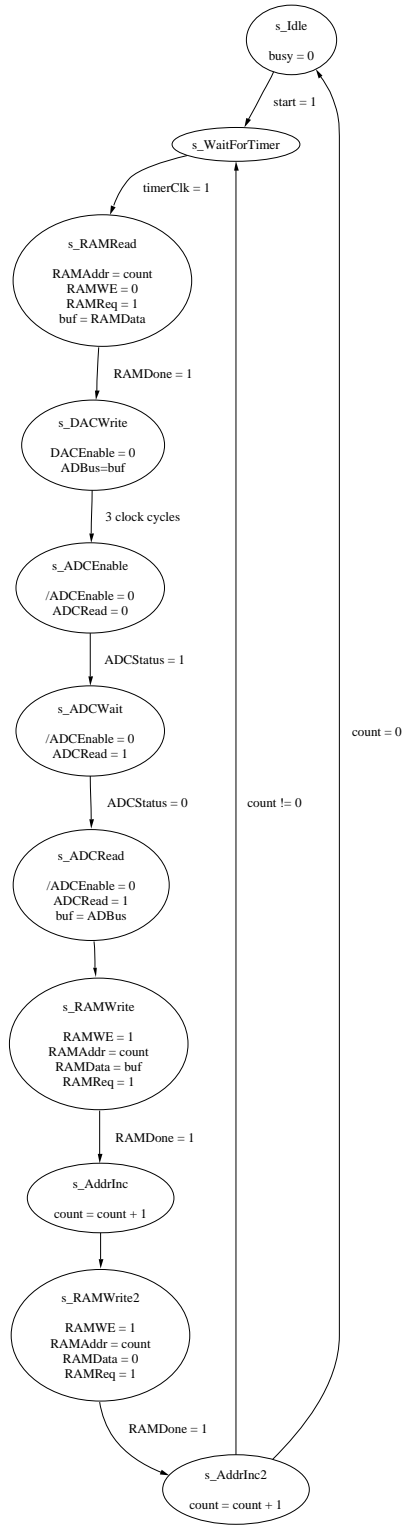 s_Idle
busy = 0
start = 1
s_WaitForTimer
timerClk = 1
s_RAMRead
RAMAddr = count
RAMWE = 0
RAMReq = 1
buf = RAMData
RAMDone = 1
s_DACWrite
DACEnable = 0
ADBus=buf
3 clock cycles
s_ADCEnable
/ADCEnable = 0
ADCRead = 0
ADCStatus = 1
s_ADCWait
/ADCEnable = 0
ADCRead = 1
count = 0
ADCStatus = 0
count != 0
s_ADCRead
/ADCEnable = 0
ADCRead = 1
buf = ADBus
s_RAMWrite
RAMWE = 1
RAMAddr = count
RAMData = buf
RAMReq = 1
RAMDone = 1
s_AddrInc
count = count + 1
s_RAMWrite2
RAMWE = 1
RAMAddr = count
RAMData = 0
RAMReq = 1
RAMDone = 1
s_AddrInc2
count = count + 1